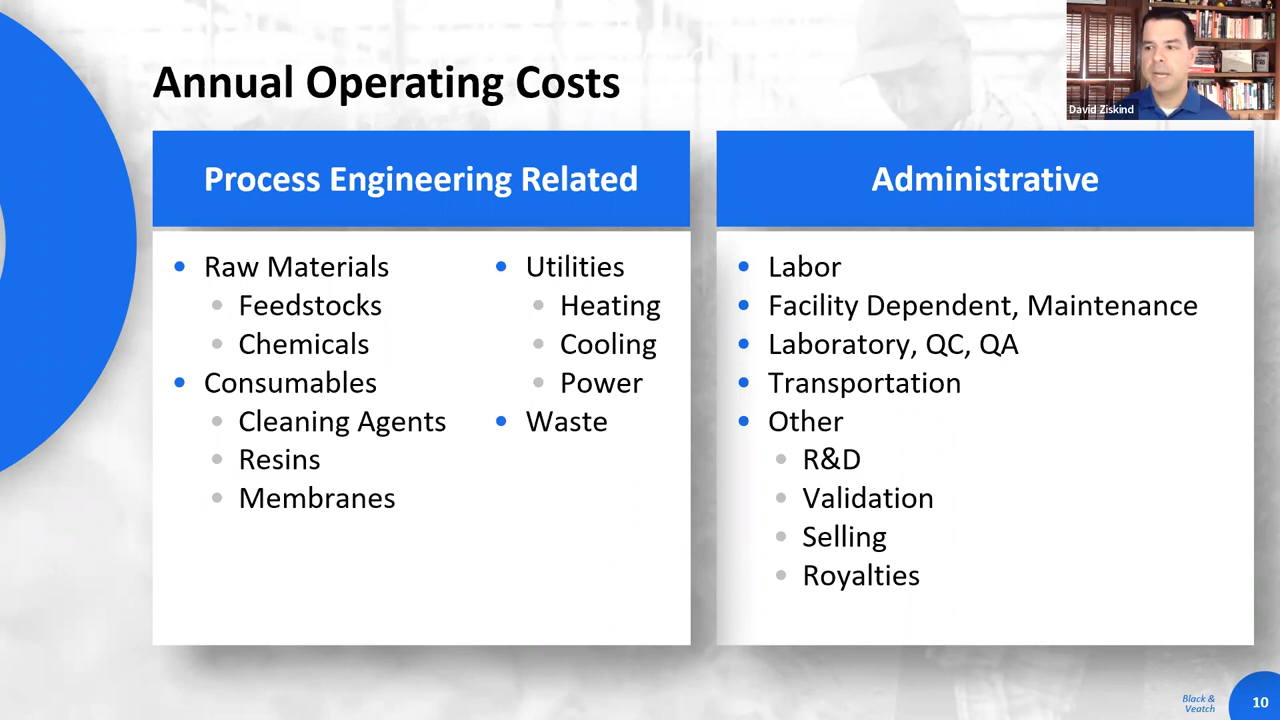 Annual Operating Costs
David Ziskind
Process Engineering Related
Raw Materials
Feedstocks
Chemicals
Consumables
Cleaning Agents
Resins
Membranes
Utilities
Heating
Cooling
Power
Waste
Administrative
Labor
Facility Dependent, Maintenance
Laboratory, QC, QA
Transportation
Other
R&D
Validation
Selling
Royalties
Black &
Veatch
10